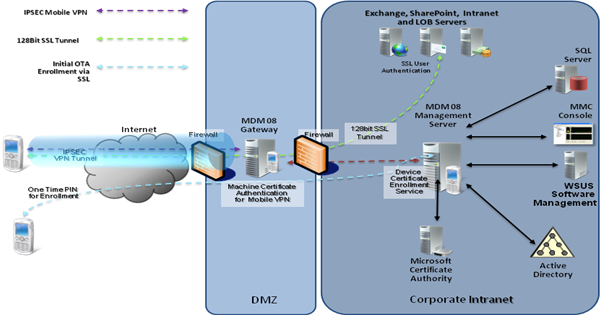 IPSEC Mobile VPN
128Bit SSL Tunnel
Initial OTA
Enrollment via
SSL
Exchange, SharePoint, Intranet
and LOB Servers
SSL User
Authentication
SQL
Server
MDM 08
Management
Server
MMC
Console
WSUS Software
Management
Internet
Firewall
MDM 08
Gateway
Firewall
128bit SSL
Tunnel
IPSEC
VPN Tunnel
One Time PIN
for Enrollment
Machine Certificate
Authentication
for Mobile VPN
Device
Certificate
Enrollment
Service
Microsoft
Certificate
Authority
Active
Directory
DMZ
Corporate Intranet